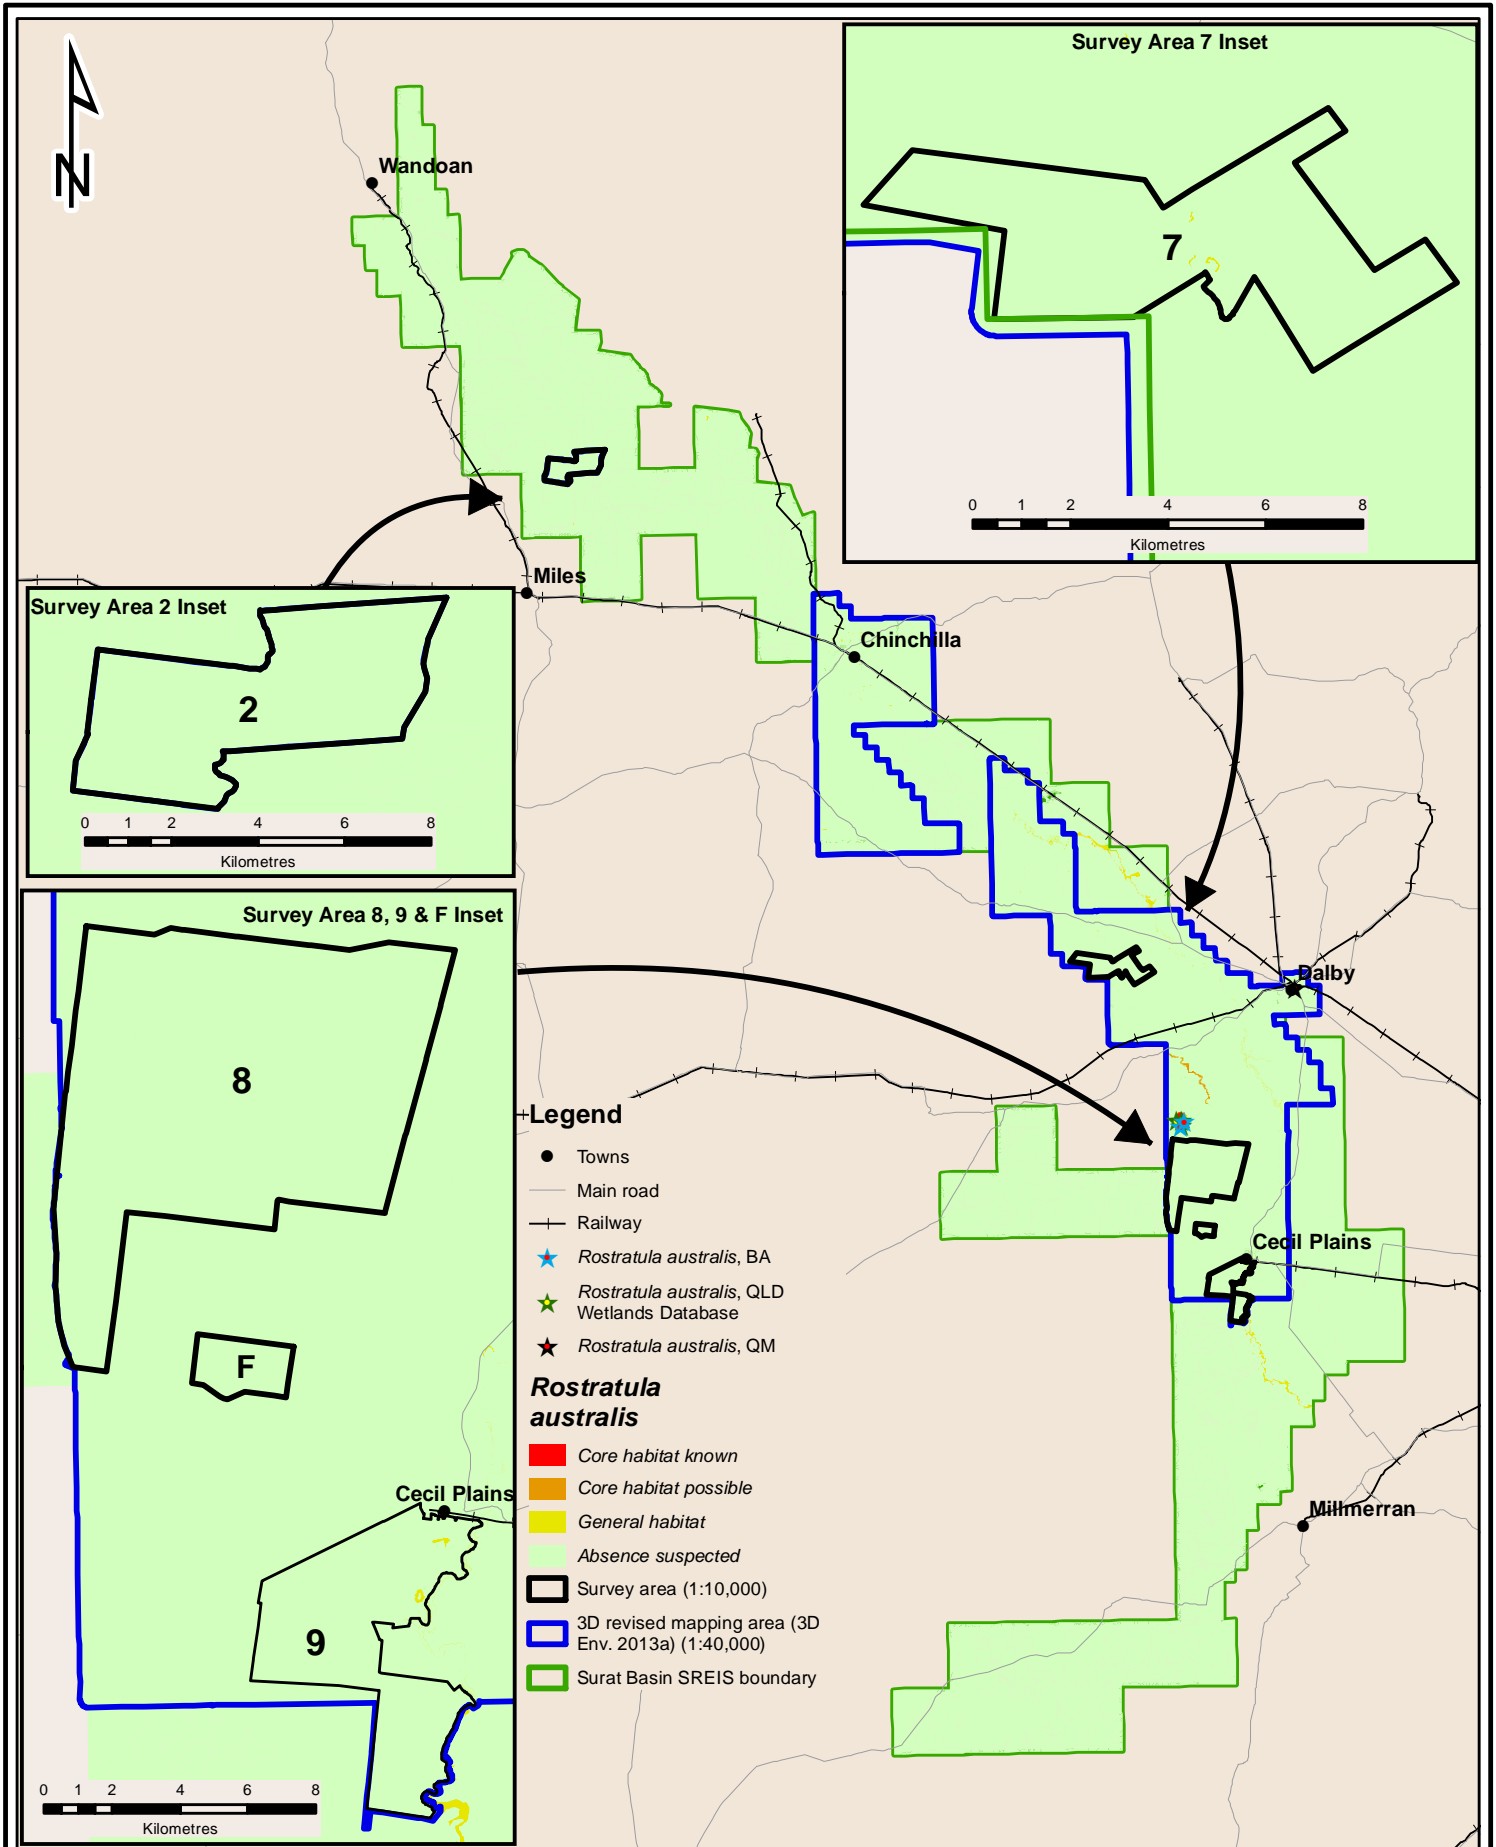 Survey Area 7 Inset
7
0 1 2 4 6 8
Kilometres
N
Wandoan
Miles
Survey Area 2 Inset
2
0 1 2 4 6 8
Kilometres
Chinchilla
Dalby
Cecil Plains
Millmerran
Survey Area 8, 9 & F Inset
8
F
Cecil Plains
9
0 1 2 4 6 8
Kilometres
Legend
Towns
Main road
Railway
Rostratula australis, BA
Rostratula australis, QLD
Wetlands Database
Rostratula australis, QM
Rostratula
australis
Core habitat known
Core habitat possible
General habitat
Absence suspected
Survey area (1:10,000)
3D revised mapping area (3D
Env. 2013a) (1:40,000)
Surat Basin SREIS boundary